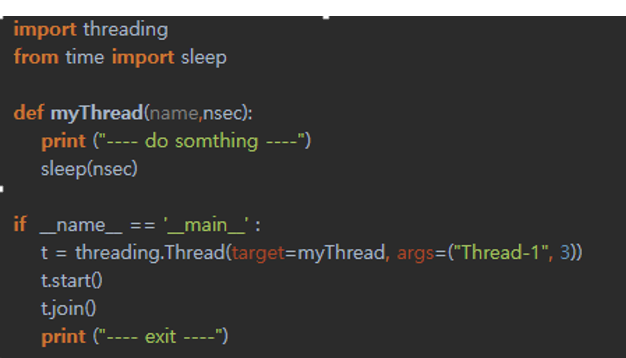 import threading
from time import sleep
def myThread(name,nsec):
print ("---- do somthing ----")
sleep(nsec)
if __name__ == '__main__' :
t = threading.Thread(target=myThread, args=("Thread-1", 3))
t.start()
t.join()
print ("---- exit ----")